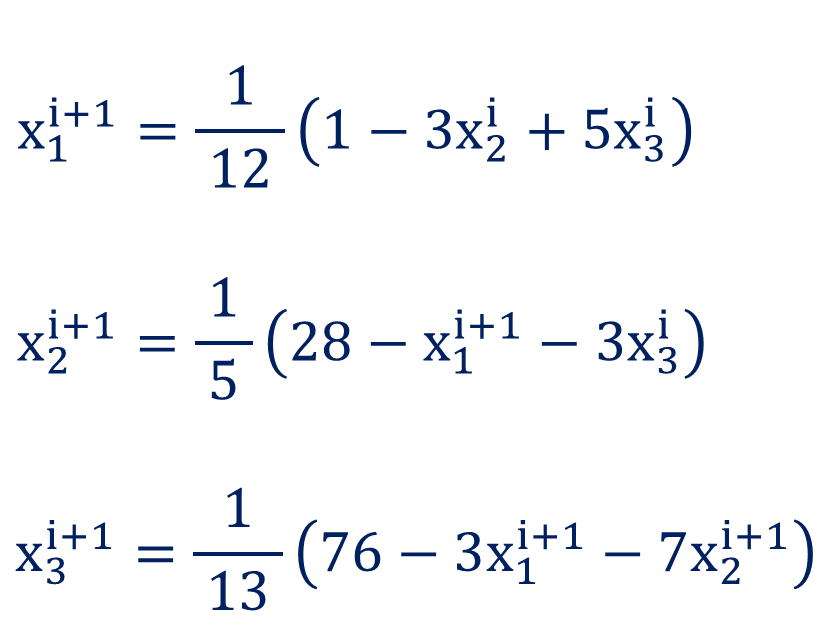 x₁ⁱ⁺¹ = 1/12 (1 − 3x₂ⁱ + 5x₃ⁱ)
x₂ⁱ⁺¹ = 1/5 (28 − x₁ⁱ⁺¹ − 3x₃ⁱ)
x₃ⁱ⁺¹ = 1/13 (76 − 3x₁ⁱ⁺¹ − 7x₂ⁱ⁺¹)